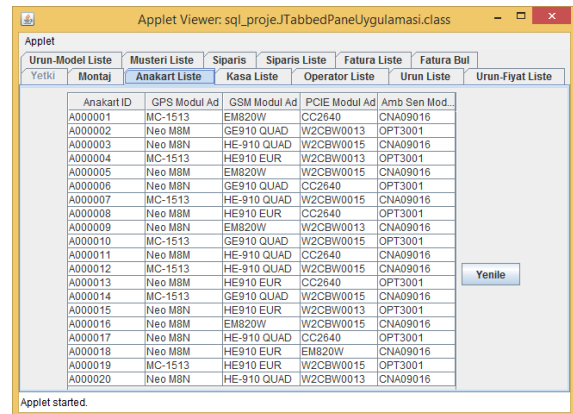 Applet Viewer: sql_proje.JTabbedPaneUygulamasi.class
Applet
Urun-Model Liste Musteri Liste Siparis Siparis Liste Fatura Liste Fatura Bul
Yetki Montaj Anakart Liste Kasa Liste Operator Liste Urun Liste Urun-Fiyat Liste
Anakart ID GPS Modul Ad GSM Modul Ad PCIE Modul Ad Amb Sen Mod...
A000001 MC-1513 EM820W CC2640 CNA09016
A000002 Neo M8M GE910 QUAD W2CBW0013 OPT3001
A000003 Neo M8N HE-910 QUAD W2CBW0015 CNA09016
A000004 MC-1513 HE910 EUR W2CBW0013 OPT3001
A000005 Neo M8M EM820W W2CBW0015 CNA09016
A000006 Neo M8N GE910 QUAD CC2640 OPT3001
A000007 MC-1513 HE-910 QUAD W2CBW0015 CNA09016
A000008 Neo M8M HE910 EUR CC2640 OPT3001
A000009 Neo M8N EM820W W2CBW0013 CNA09016
A000010 MC-1513 GE910 QUAD W2CBW0015 OPT3001
A000011 Neo M8M HE-910 QUAD CC2640 CNA09016
A000012 MC-1513 HE-910 QUAD W2CBW0015 CNA09016
A000013 Neo M8M HE910 EUR CC2640 OPT3001
A000014 MC-1513 GE910 QUAD W2CBW0015 OPT3001
A000015 Neo M8N HE910 EUR W2CBW0013 CNA09016
A000016 Neo M8M EM820W W2CBW0015 CNA09016
A000017 Neo M8N HE-910 QUAD CC2640 OPT3001
A000018 Neo M8M HE910 EUR EM820W CNA09016
A000019 MC-1513 HE910 EUR W2CBW0015 OPT3001
A000020 Neo M8N HE-910 QUAD W2CBW0013 CNA09016
Yenile
Applet started.